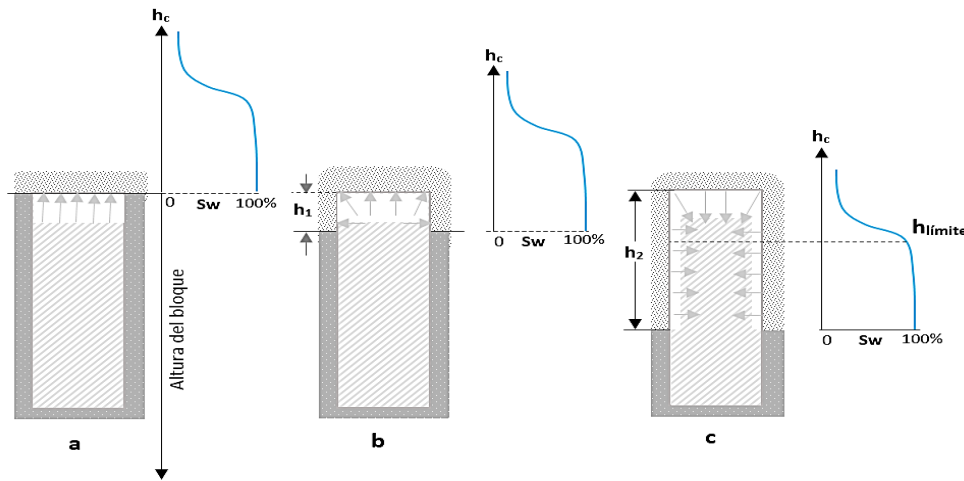 hc
0 Sw 100%
Altura del bloque
a
h1
hc
0 Sw 100%
b
h2
hc
hlímite
0 Sw 100%
c